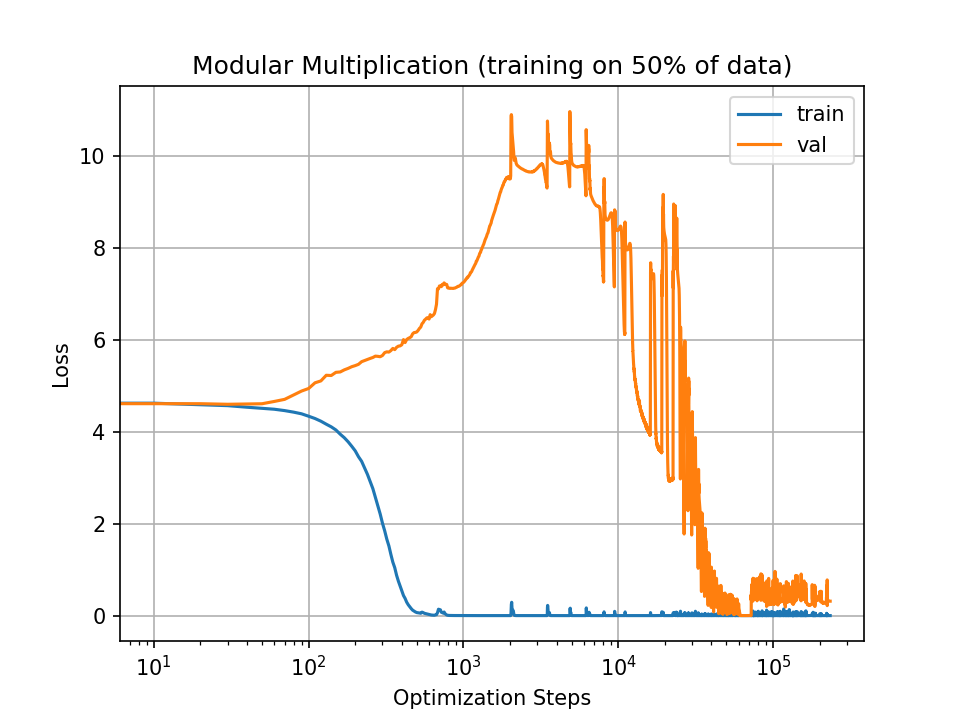 Modular Multiplication (training on 50% of data)
train
val
10
8
6
4
2
0
Loss
10¹ 10² 10³ 10⁴ 10⁵
Optimization Steps